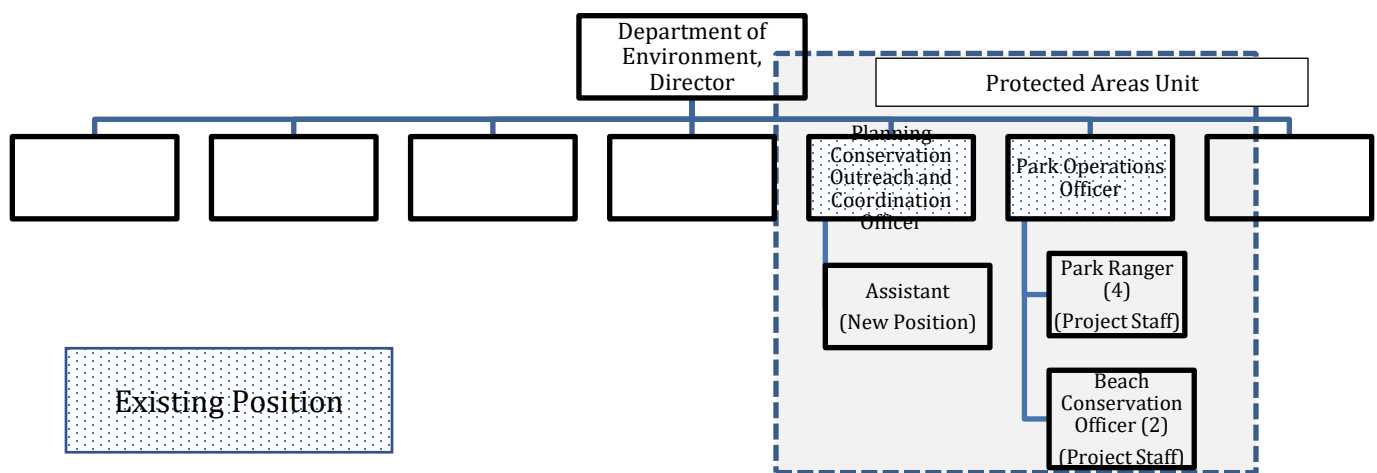 Department of
Environment,
Director
Protected Areas Unit
Planning
Conservation
Outreach and
Coordination
Officer
Park Operations
Officer
Assistant
(New Position)
Park Ranger
(4)
(Project Staff)
Beach
Conservation
Officer (2)
(Project Staff)
Existing Position